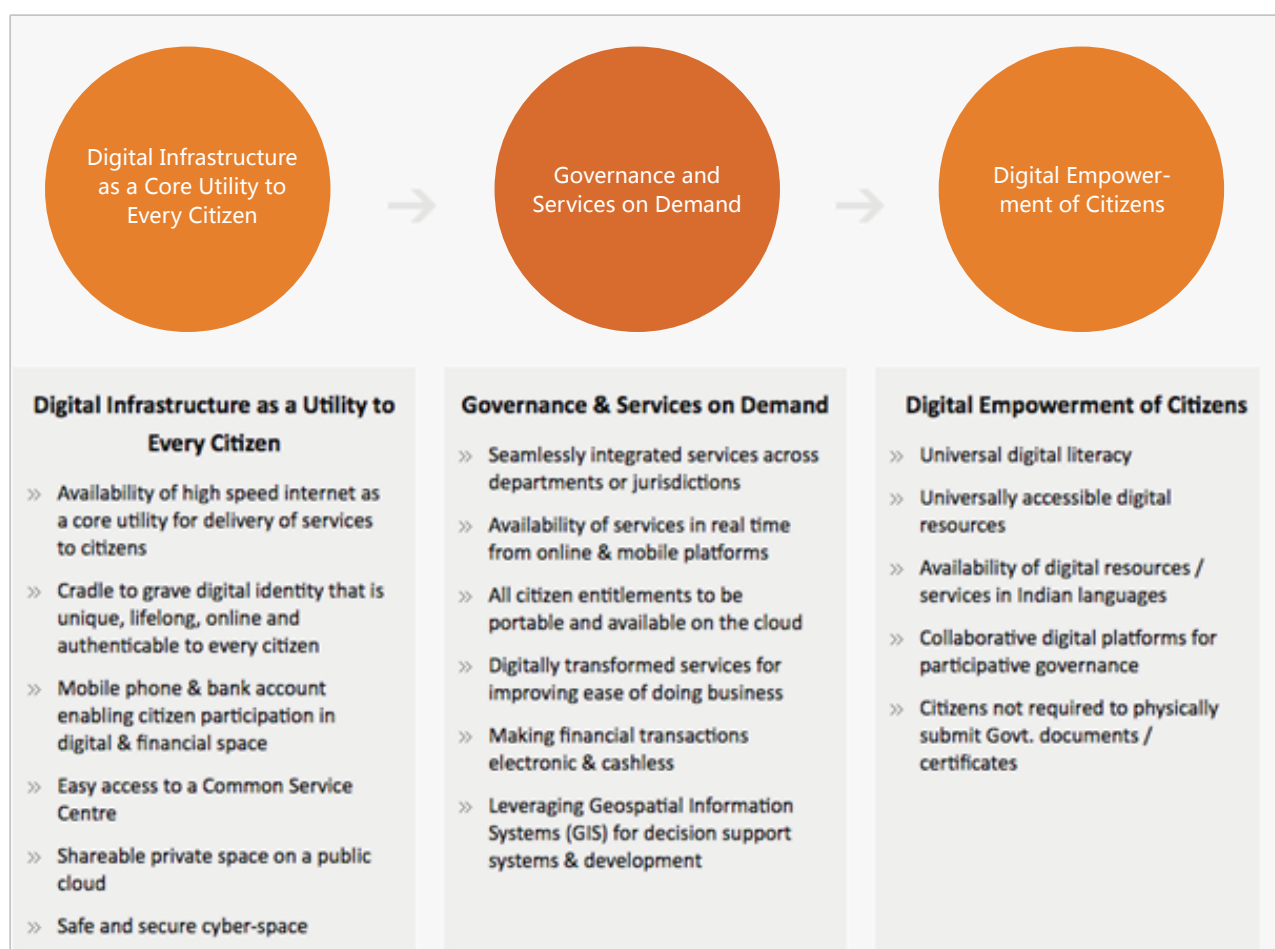 Digital Infrastructure
as a Core Utility to
Every Citizen
Governance and
Services on Demand
Digital Empower-
ment of Citizens
Digital Infrastructure as a Utility to
Every Citizen
» Availability of high speed internet as
a core utility for delivery of services
to citizens
» Cradle to grave digital identity that is
unique, lifelong, online and
authenticable to every citizen
» Mobile phone & bank account
enabling citizen participation in
digital & financial space
» Easy access to a Common Service
Centre
» Shareable private space on a public
cloud
» Safe and secure cyber-space
Governance & Services on Demand
» Seamlessly integrated services across
departments or jurisdictions
» Availability of services in real time
from online & mobile platforms
» All citizen entitlements to be
portable and available on the cloud
» Digitally transformed services for
improving ease of doing business
» Making financial transactions
electronic & cashless
» Leveraging Geospatial Information
Systems (GIS) for decision support
systems & development
Digital Empowerment of Citizens
» Universal digital literacy
» Universally accessible digital
resources
» Availability of digital resources /
services in Indian languages
» Collaborative digital platforms for
participative governance
» Citizens not required to physically
submit Govt. documents /
certificates